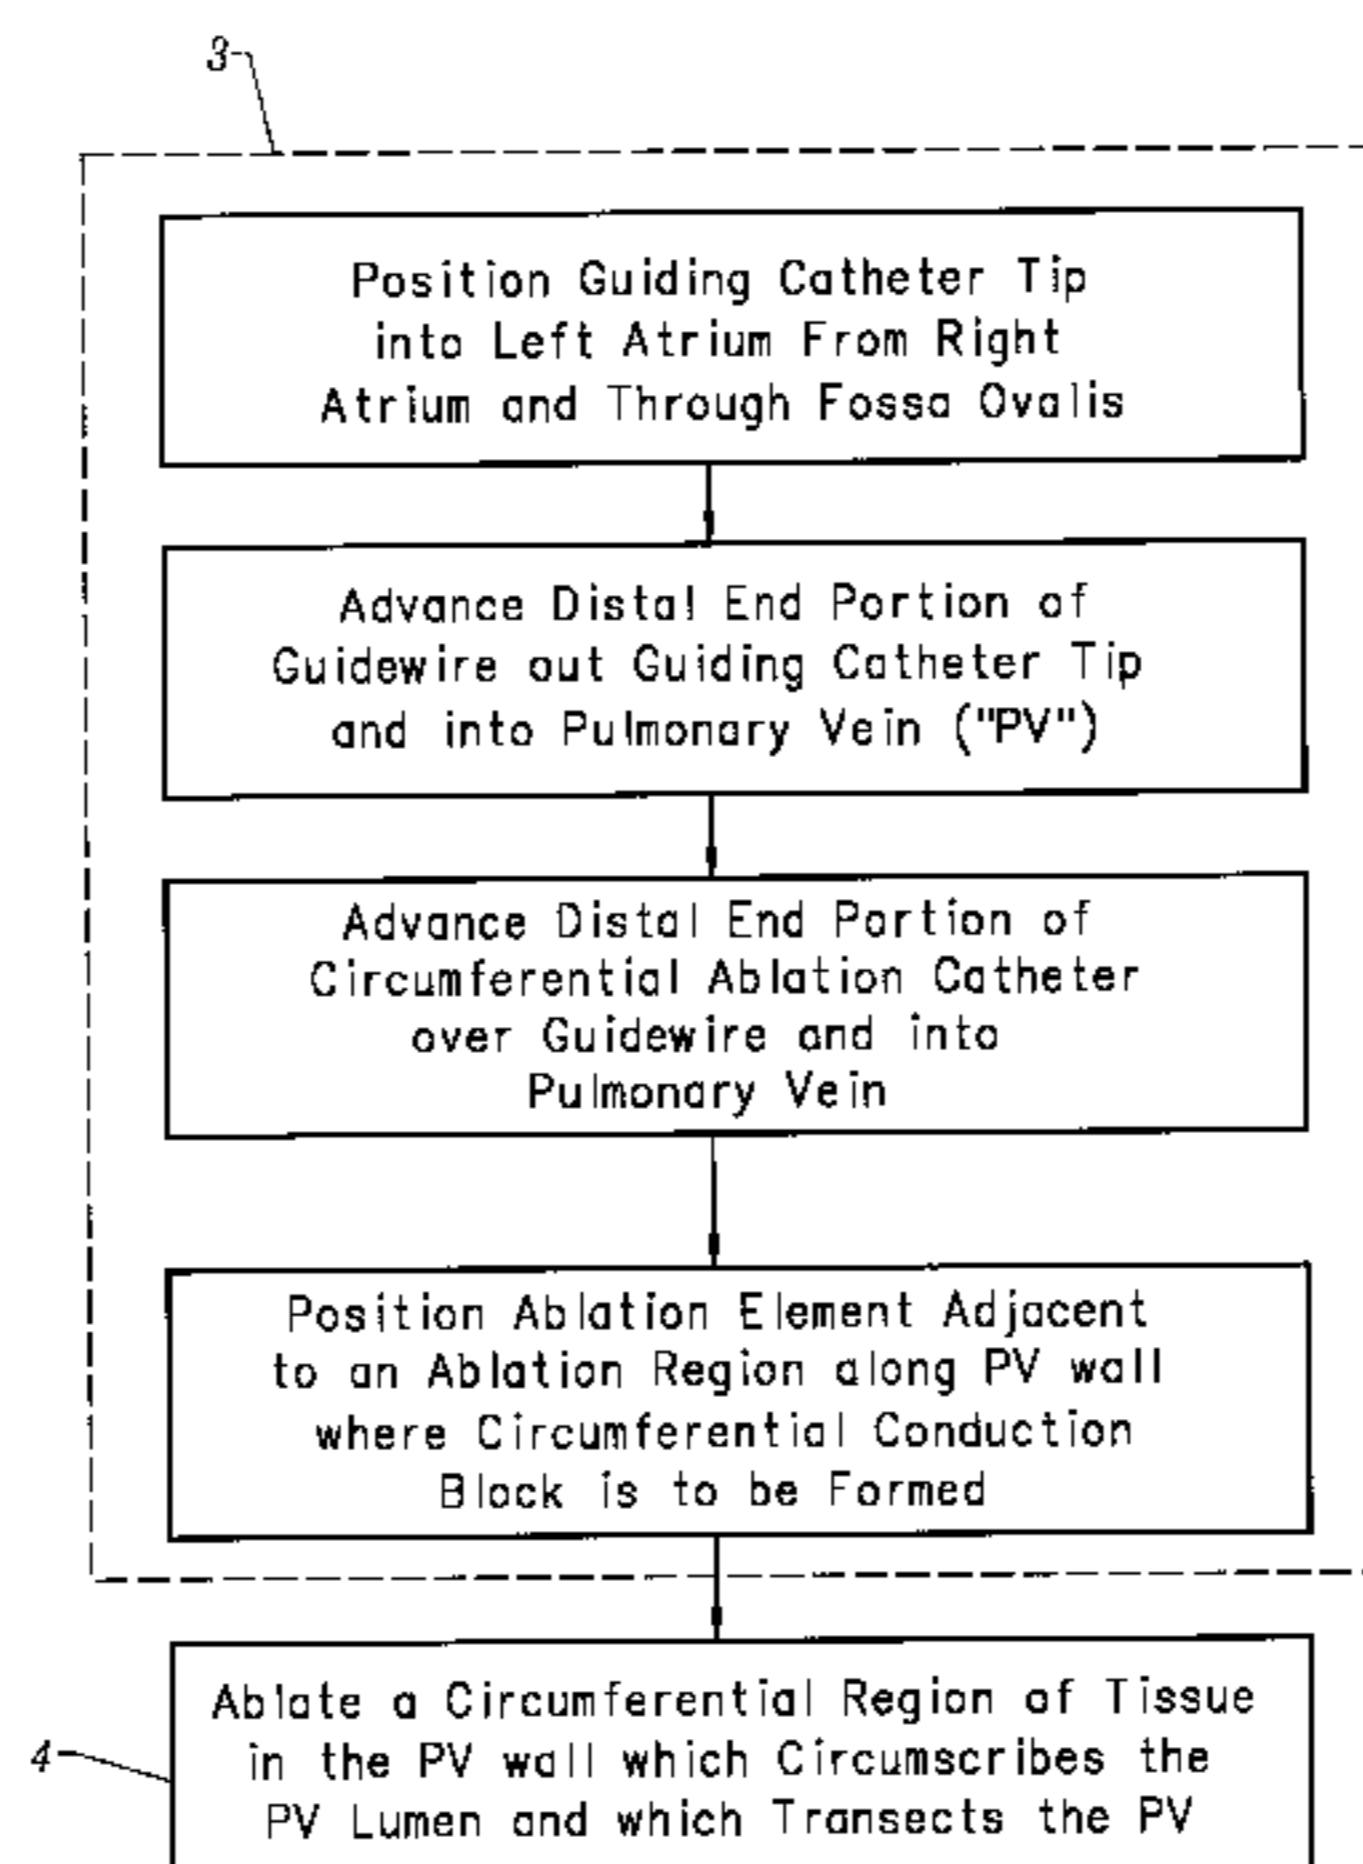 3
Position Guiding Catheter Tip
into Left Atrium From Right
Atrium and Through Fossa Ovalis
Advance Distal End Portion of
Guidewire out Guiding Catheter Tip
and into Pulmonary Vein ("PV")
Advance Distal End Portion of
Circumferential Ablation Catheter
over Guidewire and into
Pulmonary Vein
Position Ablation Element Adjacent
to an Ablation Region along PV wall
where Circumferential Conduction
Block is to be Formed
Ablate a Circumferential Region of Tissue
4 in the PV wall which Circumscribes the
PV Lumen and which Transects the PV